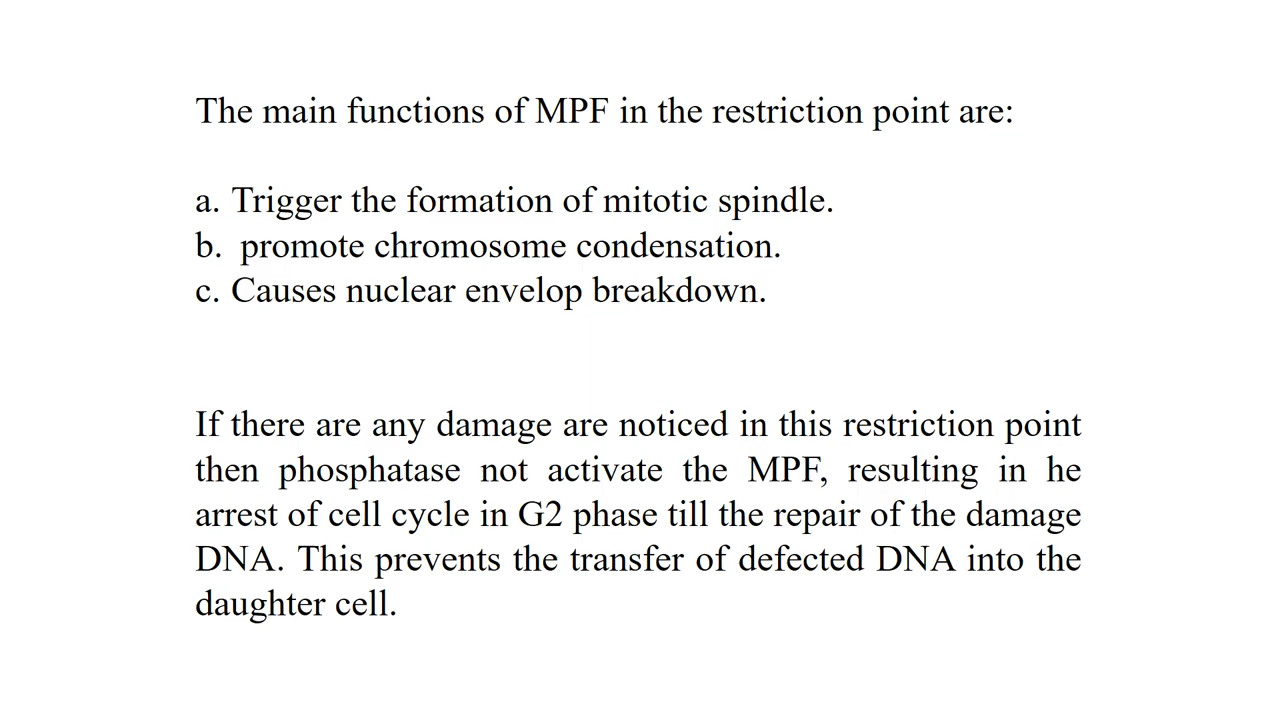 The main functions of MPF in the restriction point are:
a. Trigger the formation of mitotic spindle.
b. promote chromosome condensation.
c. Causes nuclear envelop breakdown.
If there are any damage are noticed in this restriction point
then phosphatase not activate the MPF, resulting in he
arrest of cell cycle in G2 phase till the repair of the damage
DNA. This prevents the transfer of defected DNA into the
daughter cell.